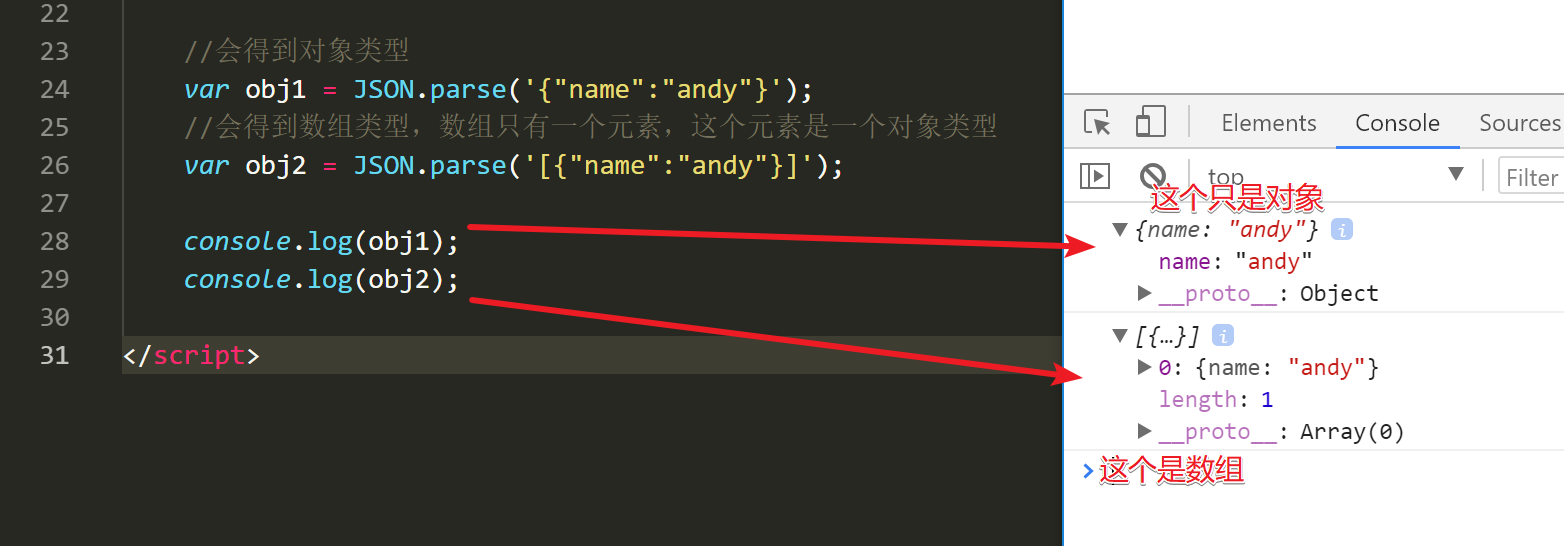 22
23 //会得到对象类型
24 var obj1 = JSON.parse('{"name":"andy"}');
25 //会得到数组类型，数组只有一个元素，这个元素是一个对象类型
26 var obj2 = JSON.parse('[{"name":"andy"}]');
27
28 console.log(obj1);
29 console.log(obj2);
30
31 </script>
Elements Console Sources
top Filter
这个只是对象
{name: "andy"} i
name: "andy"
__proto__: Object
[{…}] i
0: {name: "andy"}
length: 1
__proto__: Array(0)
这个是数组